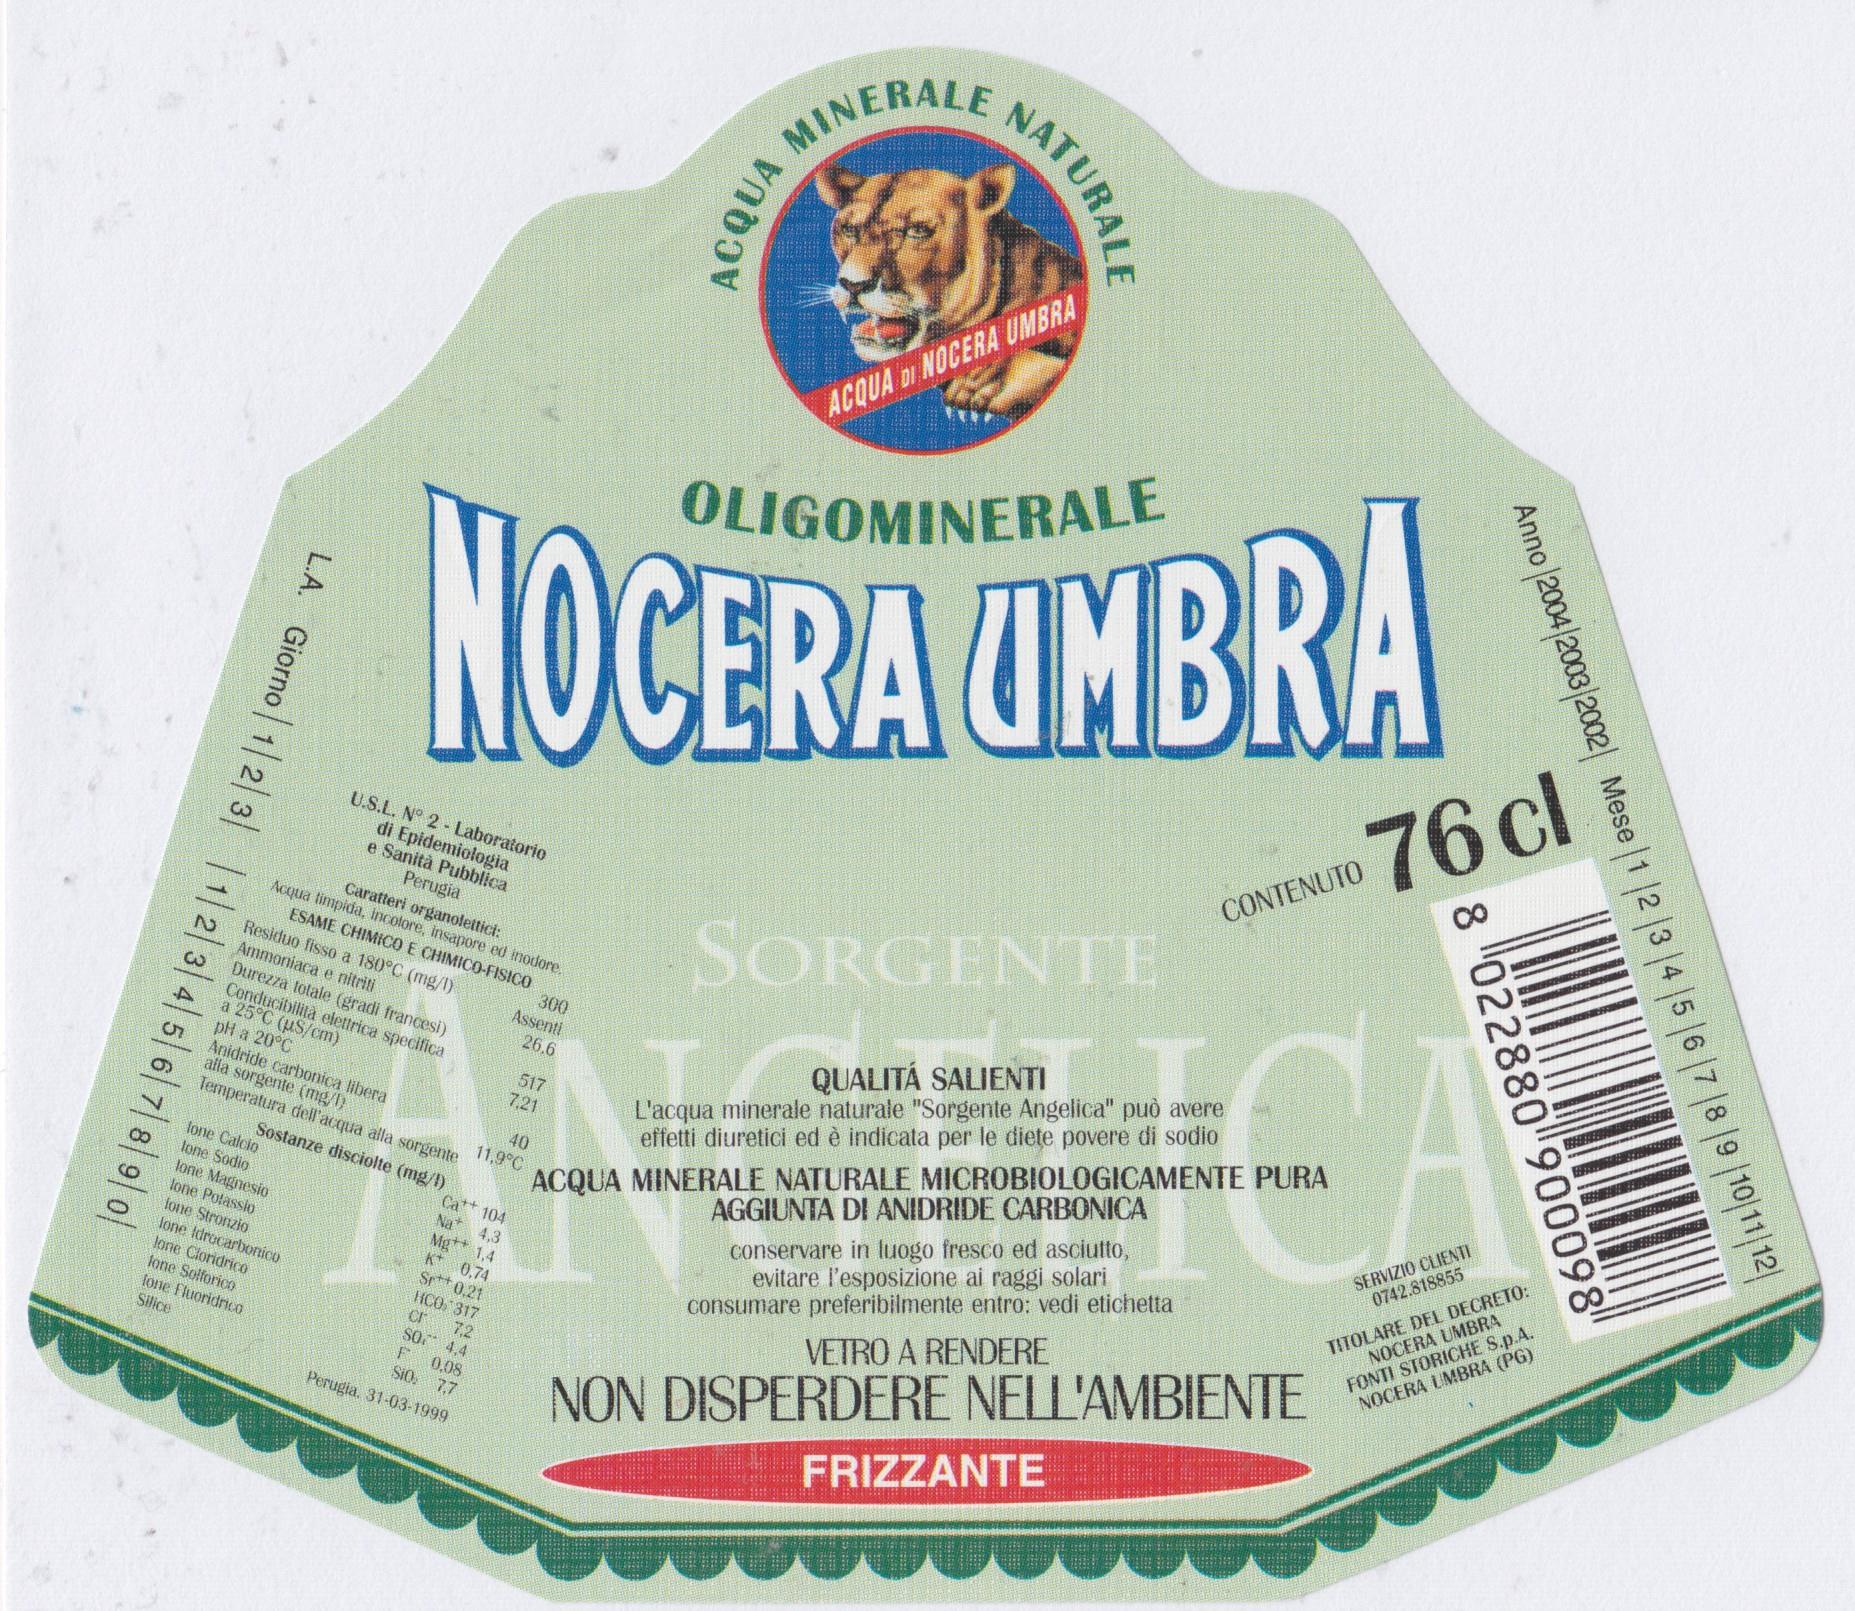 ACQUA MINERALE NATURALE
ACQUA DI NOCERA UMBRA
OLIGOMINERALE
NOCERA UMBRA
L.A. Giorno |1|2|3| |1|2|3|4|5|6|7|8|9|0|
U.S.L. N° 2 - Laboratorio
di Epidemiologia
e Sanità Pubblica
Perugia
Caratteri organolettici:
Acqua limpida, incolore, insapore ed inodore.
ESAME CHIMICO E CHIMICO-FISICO
Residuo fisso a 180°C (mg/l) 300
Ammoniaca e nitriti Assenti
Durezza totale (gradi francesi) 26,6
Conducibilità elettrica specifica
a 25°C (µS/cm) 517
pH a 20°C 7,21
Anidride carbonica libera
alla sorgente (mg/l) 40
Temperatura dell'acqua alla sorgente 11,9°C
Sostanze disciolte (mg/l)
Ione Calcio Ca++ 104
Ione Sodio Na+ 4,3
Ione Magnesio Mg++ 1,4
Ione Potassio K+ 0,74
Ione Stronzio Sr++ 0,21
Ione Idrocarbonico HCO3- 317
Ione Cloridrico Cl- 7,2
Ione Solforico SO4-- 4,4
Ione Fluoridrico F- 0,08
Silice SiO2 7,7
Perugia. 31-03-1999
SORGENTE
ANGELICA
QUALITÁ SALIENTI
L'acqua minerale naturale "Sorgente Angelica" può avere
effetti diuretici ed è indicata per le diete povere di sodio
ACQUA MINERALE NATURALE MICROBIOLOGICAMENTE PURA
AGGIUNTA DI ANIDRIDE CARBONICA
conservare in luogo fresco ed asciutto,
evitare l'esposizione ai raggi solari
consumare preferibilmente entro: vedi etichetta
VETRO A RENDERE
NON DISPERDERE NELL'AMBIENTE
FRIZZANTE
CONTENUTO 76 cl
Anno|2004|2003|2002| Mese|1|2|3|4|5|6|7|8|9|10|11|12|
8 022880 900098
SERVIZIO CLIENTI
0742.818855
TITOLARE DEL DECRETO:
NOCERA UMBRA
FONTI STORICHE S.p.A.
NOCERA UMBRA (PG)